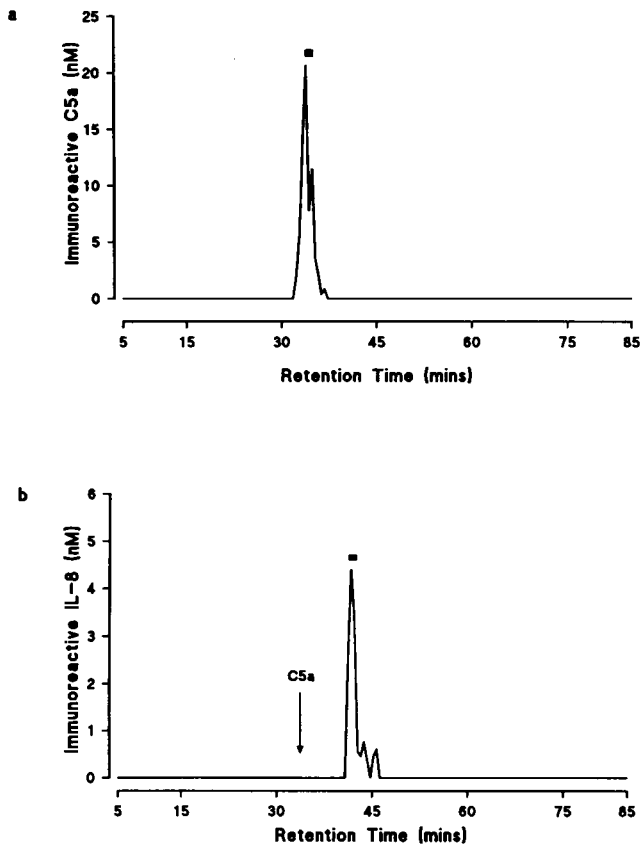 a
Immunoreactive C5a (nM)
25
20
15
10
5
0
5 15 30 45 60 75 85
Retention Time (mins)
b
Immunoreactive IL-8 (nM)
6
5
4
3
2
1
0
C5a
5 15 30 45 60 75 85
Retention Time (mins)